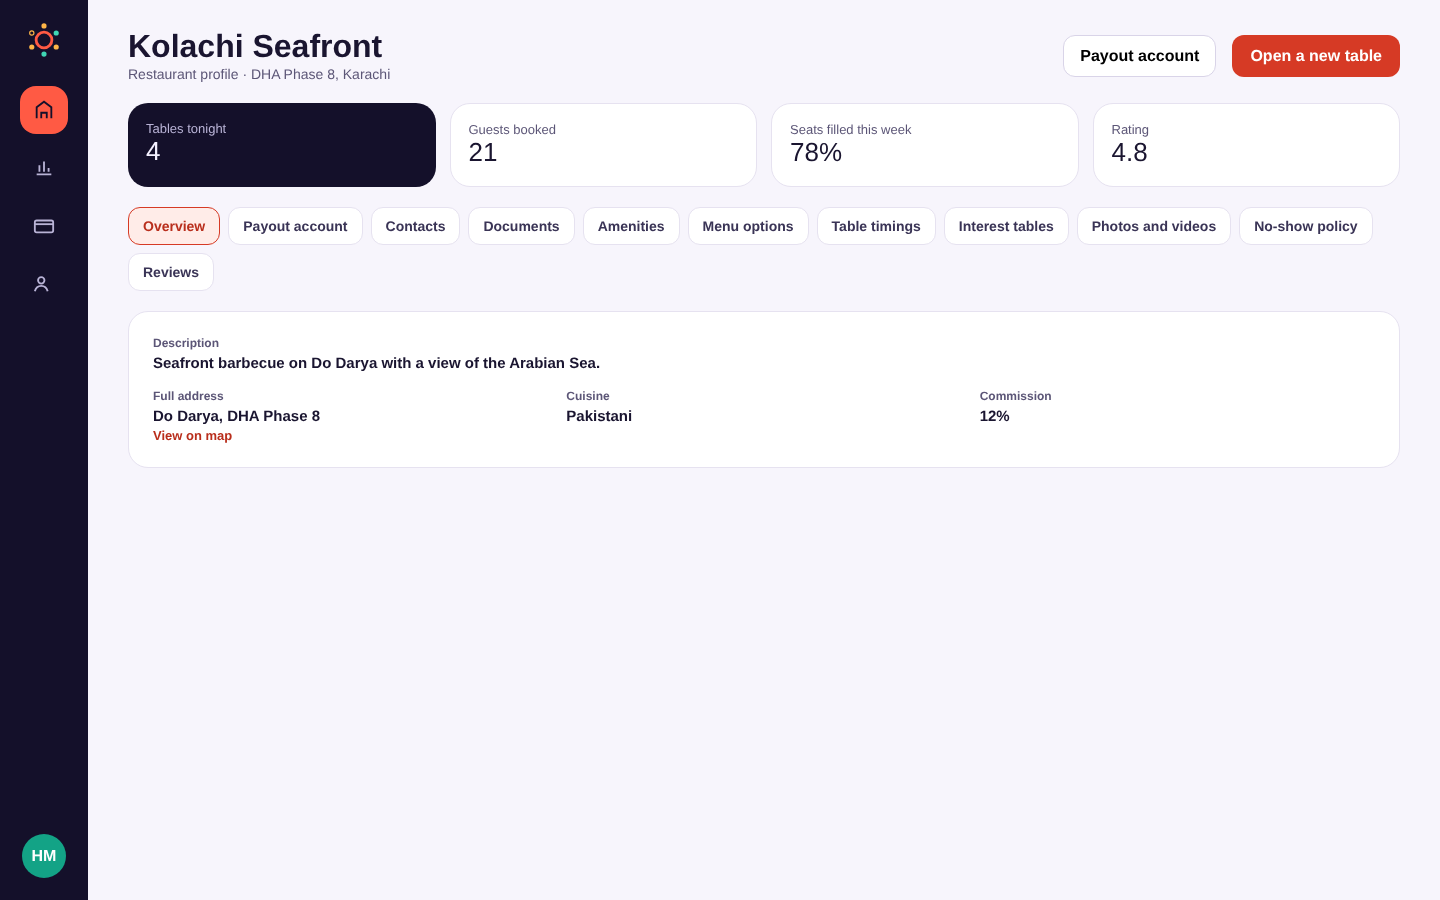 Kolachi Seafront
Restaurant profile · DHA Phase 8, Karachi
Payout account
Open a new table
Tables tonight
4
Guests booked
21
Seats filled this week
78%
Rating
4.8
Overview
Payout account
Contacts
Documents
Amenities
Menu options
Table timings
Interest tables
Photos and videos
No-show policy
Reviews
Description
Seafront barbecue on Do Darya with a view of the Arabian Sea.
Full address
Do Darya, DHA Phase 8
View on map
Cuisine
Pakistani
Commission
12%
HM